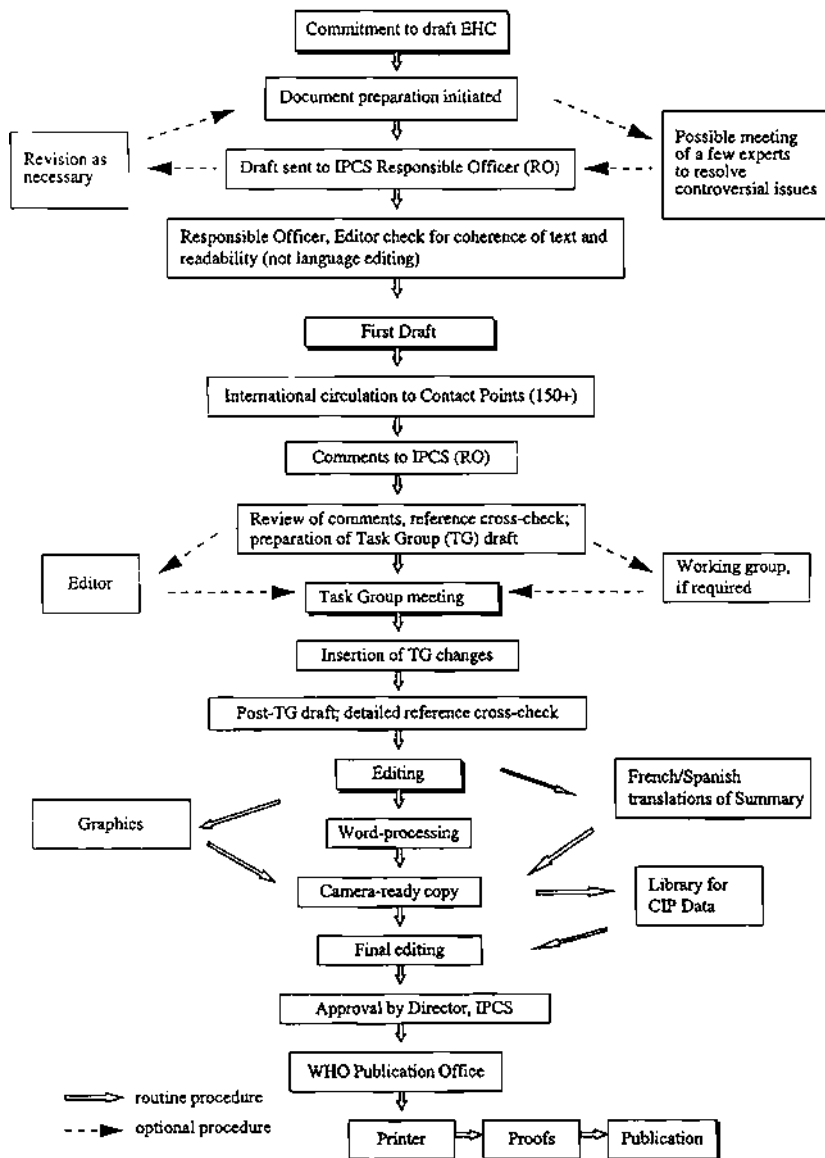 Commitment to draft EHC
Document preparation initiated
Revision as
necessary
Draft sent to IPCS Responsible Officer (RO)
Possible meeting
of a few experts
to resolve
controversial issues
Responsible Officer, Editor check for coherence of text and
readability (not language editing)
First Draft
International circulation to Contact Points (150+)
Comments to IPCS (RO)
Review of comments, reference cross-check;
preparation of Task Group (TG) draft
Editor
Working group,
if required
Task Group meeting
Insertion of TG changes
Post-TG draft; detailed reference cross-check
Editing
French/Spanish
translations of Summary
Graphics
Word-processing
Camera-ready copy
Library for
CIP Data
Final editing
Approval by Director, IPCS
WHO Publication Office
routine procedure
optional procedure
Printer
Proofs
Publication